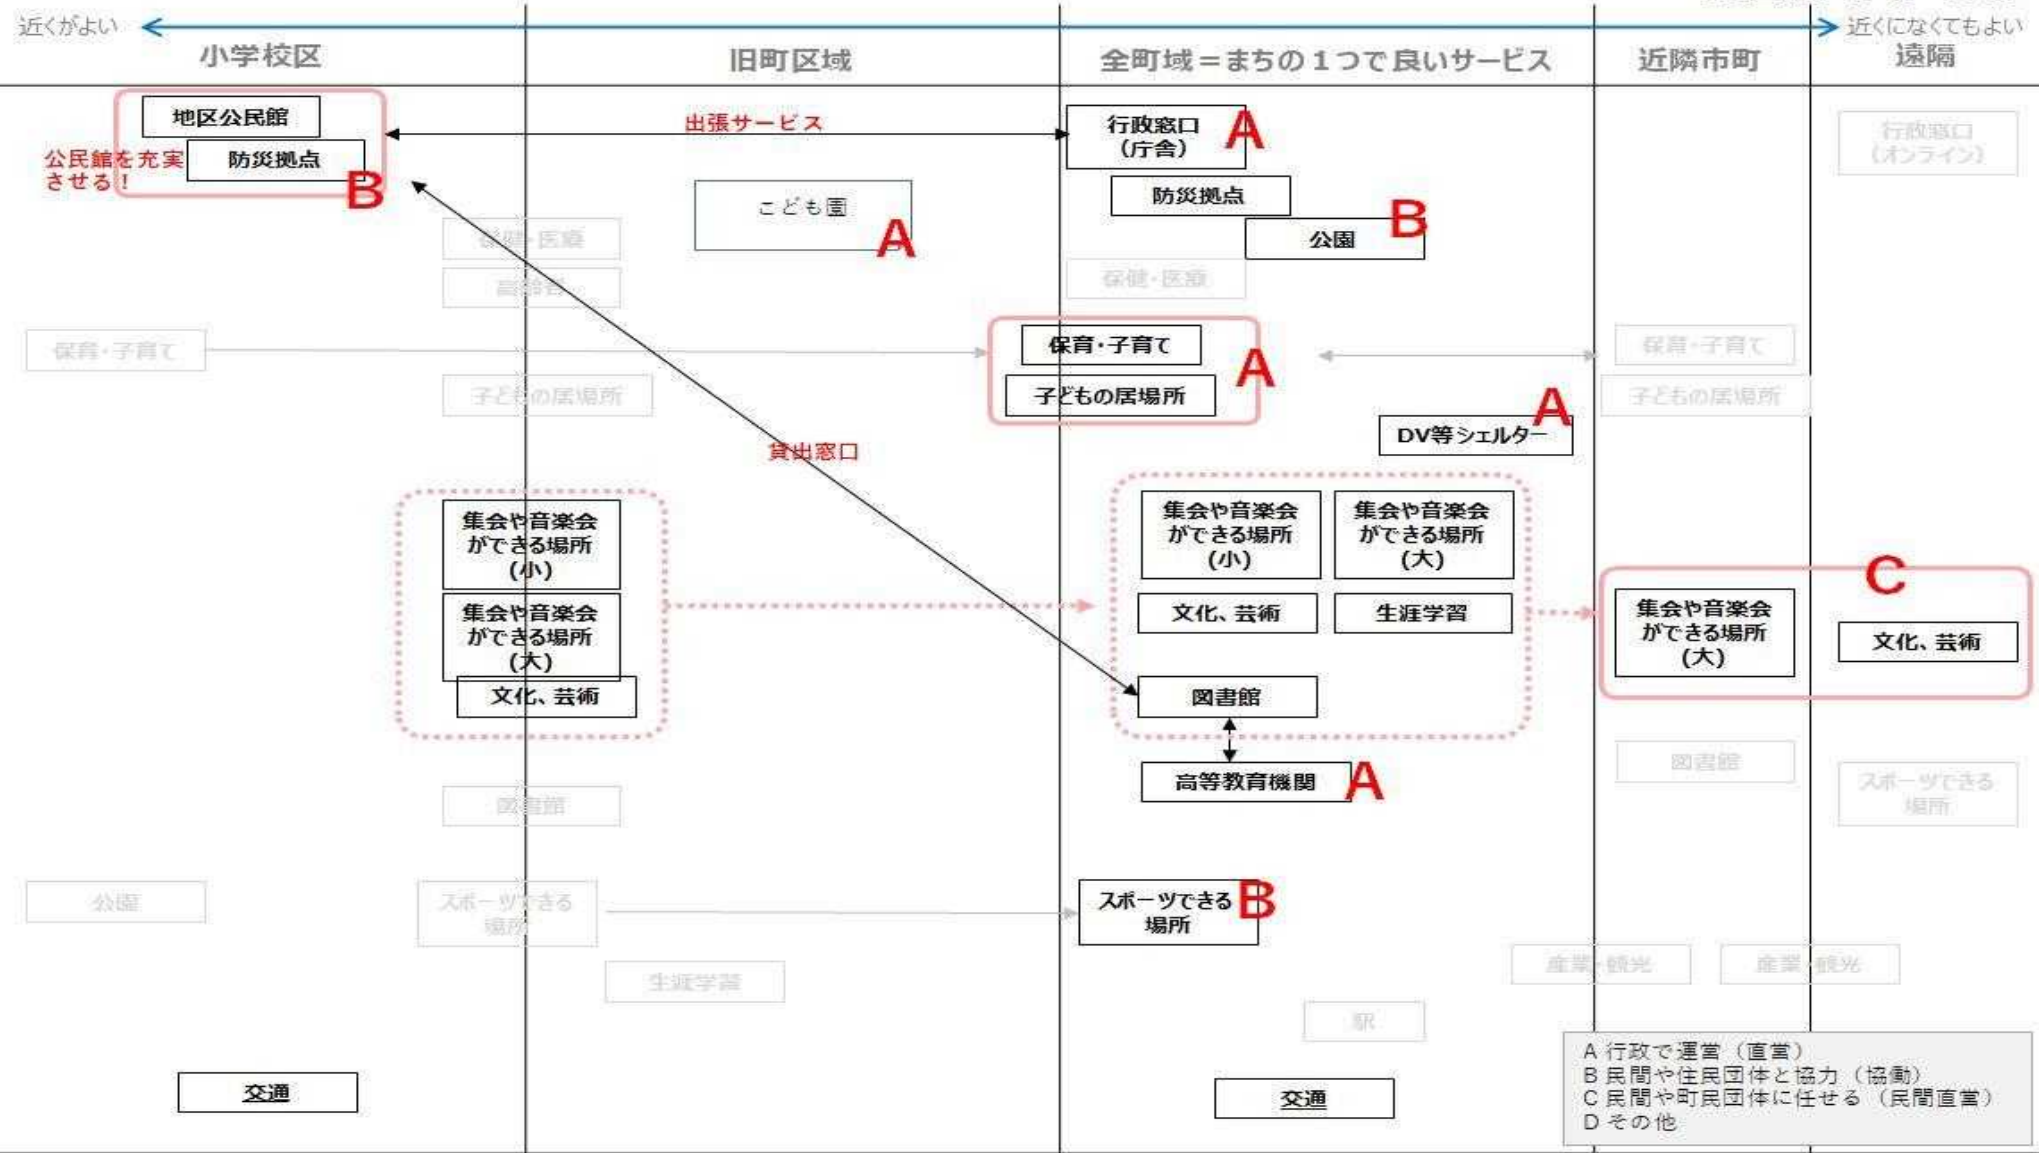 近くがよい
近くになくてもよい
小学校区
旧町区域
全町域＝まちの１つで良いサービス
近隣市町
遠隔
地区公民館
防災拠点
公民館を充実
させる！
B
出張サービス
行政窓口
（庁舎）
A
行政窓口
（オンライン）
こども園
A
防災拠点
公園
B
保健・医療
高齢者
保健・医療
保育・子育て
子どもの居場所
保育・子育て
子どもの居場所
A
保育・子育て
子どもの居場所
DV等シェルター
A
貸出窓口
集会や音楽会
ができる場所
(小)
集会や音楽会
ができる場所
(大)
文化、芸術
集会や音楽会
ができる場所
(小)
集会や音楽会
ができる場所
(大)
文化、芸術
生涯学習
図書館
高等教育機関
A
集会や音楽会
ができる場所
(大)
文化、芸術
C
図書館
図書館
スポーツできる
場所
公園
スポーツできる
場所
スポーツできる
場所
B
生涯学習
産業・観光
産業・観光
駅
交通
交通
A 行政で運営（直営）
B 民間や住民団体と協力（協働）
C 民間や町民団体に任せる（民間直営）
D その他